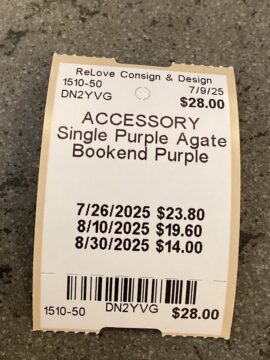 ReLove Consign & Design
1510-50 7/9/25
DN2YVG $28.00
ACCESSORY
Single Purple Agate
Bookend Purple
7/26/2025 $23.80
8/10/2025 $19.60
8/30/2025 $14.00
DN2YVG
1510-50 $28.00